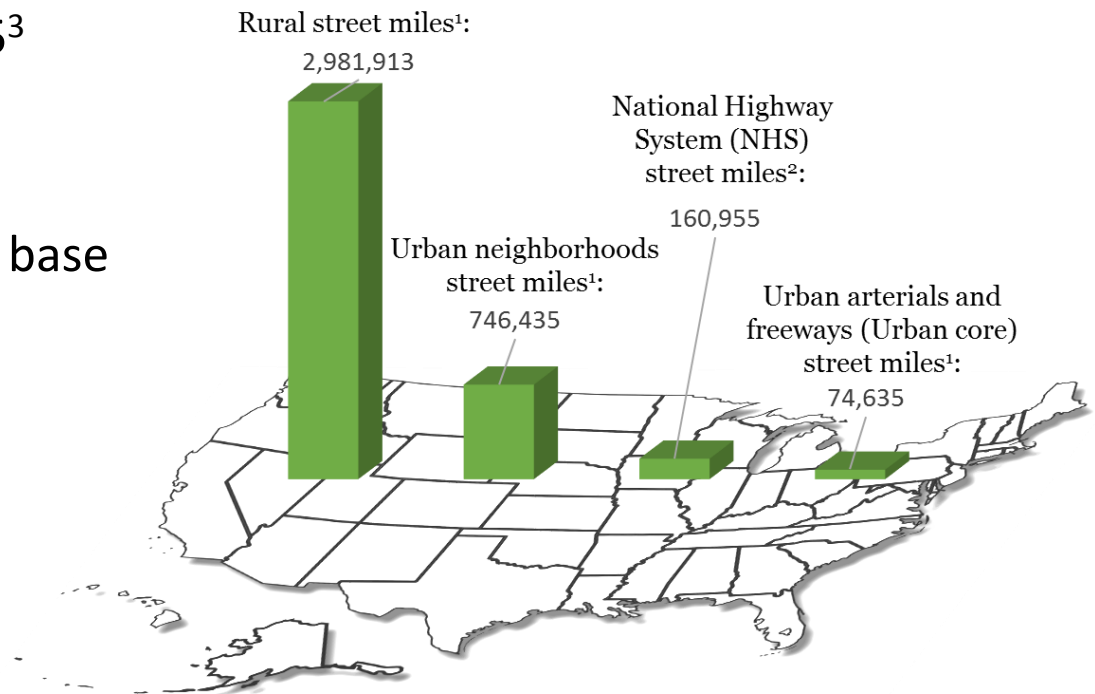 Rural street miles¹:
2,981,913
National Highway
System (NHS)
street miles²:
160,955
base
Urban neighborhoods
street miles¹:
746,435
Urban arterials and
freeways (Urban core)
street miles¹:
74,635